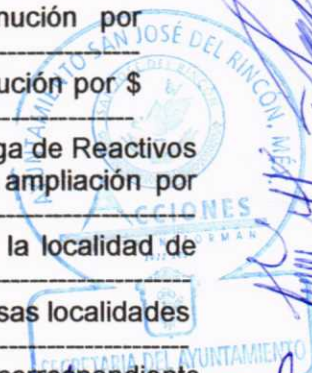 nución por
ución por $
ga de Reactivos
ampliación por
la localidad de
sas localidades
AYUNTAMIENTO SAN JOSÉ DEL RINCÓN, MÉX
ACCIONES
SECRETARIA DEL AYUNTAMIENTO